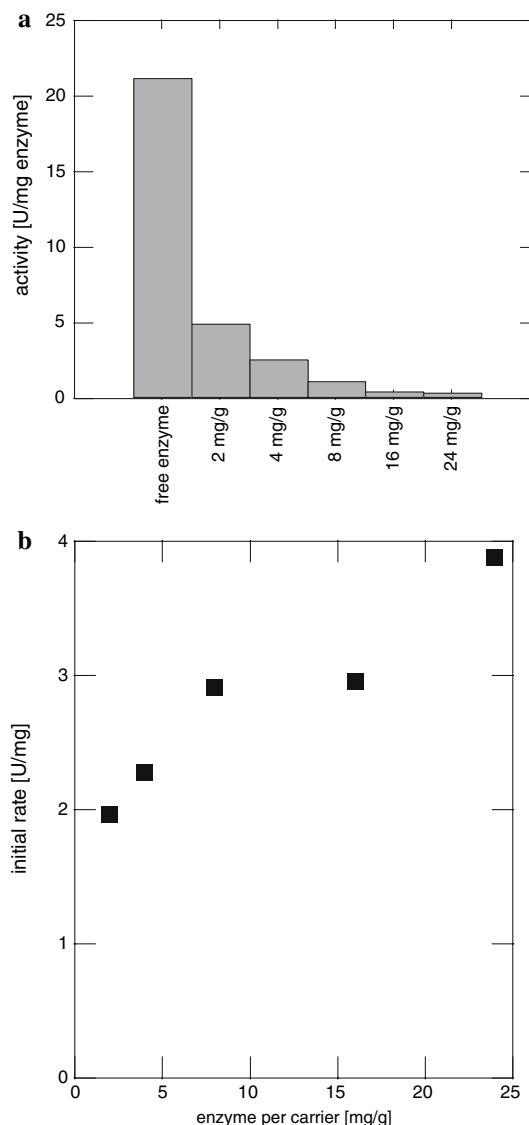 a
25
20
15
10
5
0
activity [U/mg enzyme]
free enzyme
2 mg/g
4 mg/g
8 mg/g
16 mg/g
24 mg/g
b
4
3
2
1
0
initial rate [U/mg]
0 5 10 15 20 25
enzyme per carrier [mg/g]